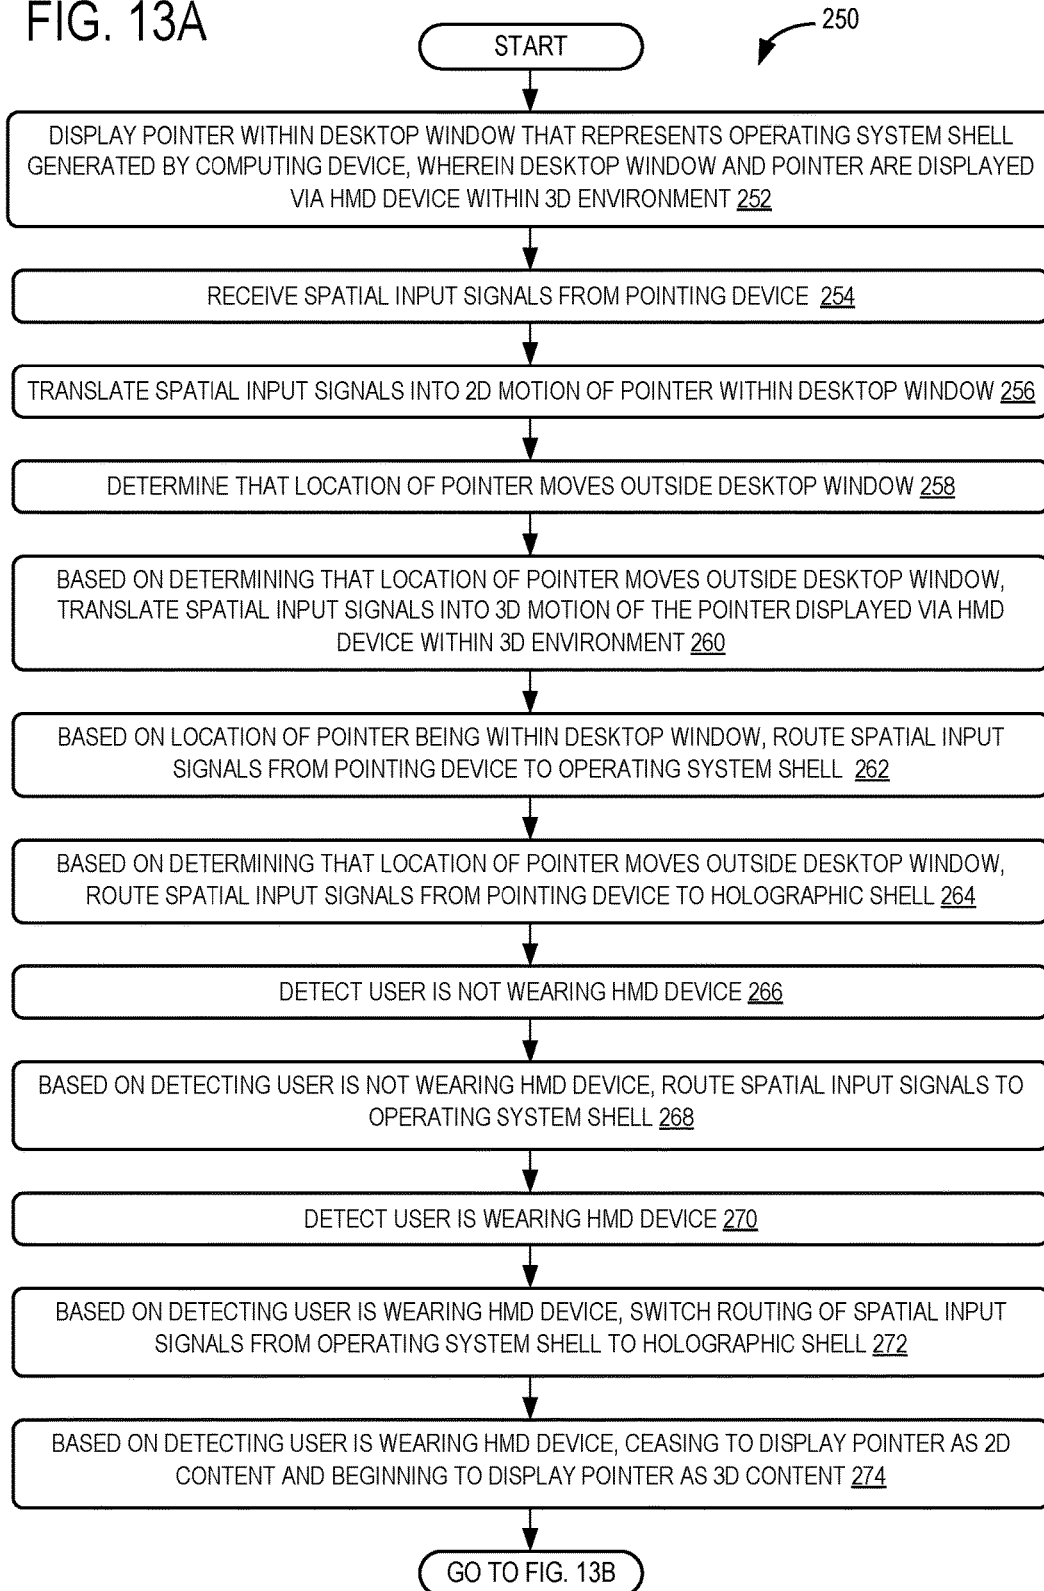 FIG. 13A
250
START
DISPLAY POINTER WITHIN DESKTOP WINDOW THAT REPRESENTS OPERATING SYSTEM SHELL
GENERATED BY COMPUTING DEVICE, WHEREIN DESKTOP WINDOW AND POINTER ARE DISPLAYED
VIA HMD DEVICE WITHIN 3D ENVIRONMENT 252
RECEIVE SPATIAL INPUT SIGNALS FROM POINTING DEVICE 254
TRANSLATE SPATIAL INPUT SIGNALS INTO 2D MOTION OF POINTER WITHIN DESKTOP WINDOW 256
DETERMINE THAT LOCATION OF POINTER MOVES OUTSIDE DESKTOP WINDOW 258
BASED ON DETERMINING THAT LOCATION OF POINTER MOVES OUTSIDE DESKTOP WINDOW,
TRANSLATE SPATIAL INPUT SIGNALS INTO 3D MOTION OF THE POINTER DISPLAYED VIA HMD
DEVICE WITHIN 3D ENVIRONMENT 260
BASED ON LOCATION OF POINTER BEING WITHIN DESKTOP WINDOW, ROUTE SPATIAL INPUT
SIGNALS FROM POINTING DEVICE TO OPERATING SYSTEM SHELL 262
BASED ON DETERMINING THAT LOCATION OF POINTER MOVES OUTSIDE DESKTOP WINDOW,
ROUTE SPATIAL INPUT SIGNALS FROM POINTING DEVICE TO HOLOGRAPHIC SHELL 264
DETECT USER IS NOT WEARING HMD DEVICE 266
BASED ON DETECTING USER IS NOT WEARING HMD DEVICE, ROUTE SPATIAL INPUT SIGNALS TO
OPERATING SYSTEM SHELL 268
DETECT USER IS WEARING HMD DEVICE 270
BASED ON DETECTING USER IS WEARING HMD DEVICE, SWITCH ROUTING OF SPATIAL INPUT
SIGNALS FROM OPERATING SYSTEM SHELL TO HOLOGRAPHIC SHELL 272
BASED ON DETECTING USER IS WEARING HMD DEVICE, CEASING TO DISPLAY POINTER AS 2D
CONTENT AND BEGINNING TO DISPLAY POINTER AS 3D CONTENT 274
GO TO FIG. 13B